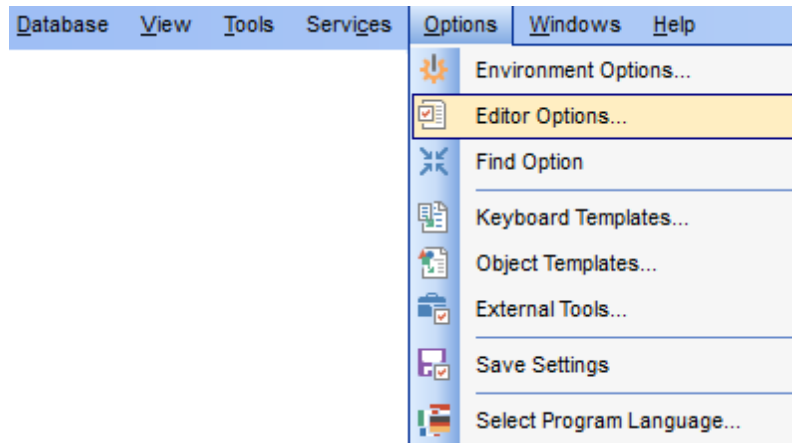 Database View Tools Services Options Windows Help
Environment Options...
Editor Options...
Find Option
Keyboard Templates...
Object Templates...
External Tools...
Save Settings
Select Program Language...